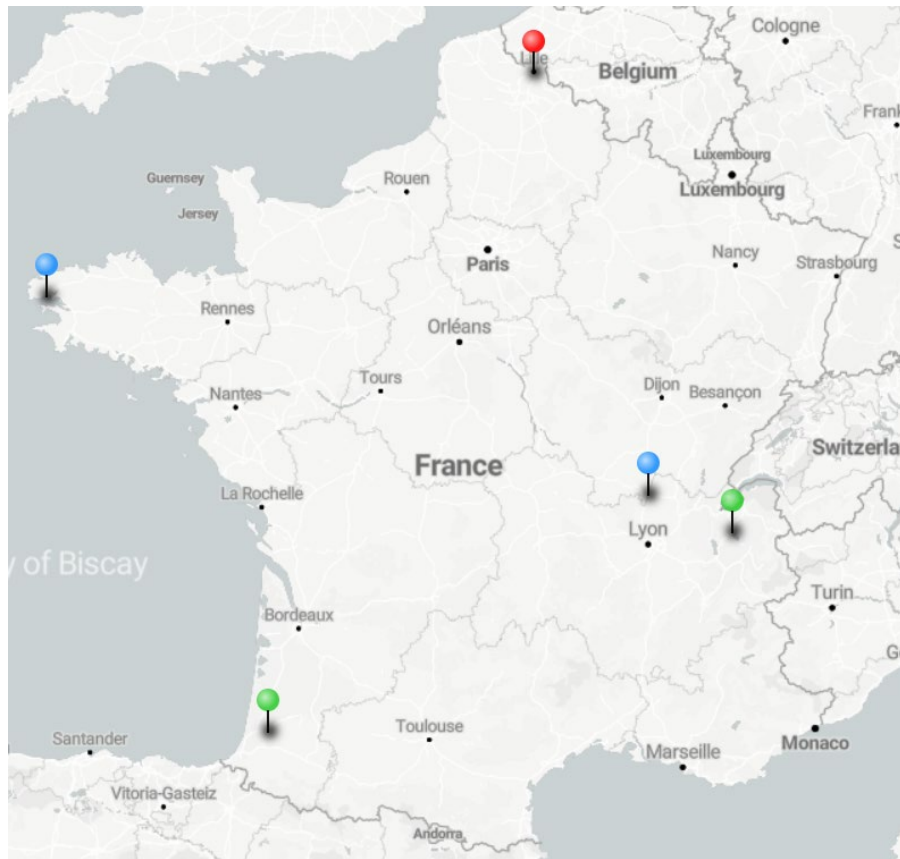 Cologne
Lille
Belgium
Frank
Luxembourg
Luxembourg
Guernsey
Rouen
Jersey
Paris
Nancy
Strasbourg
S
Rennes
Orléans
Tours
Dijon
Besançon
Nantes
France
Switzerla
La Rochelle
Lyon
y of Biscay
Turin
Bordeaux
G
Santander
Toulouse
Marseille
Monaco
Vitoria-Gasteiz
Andorra